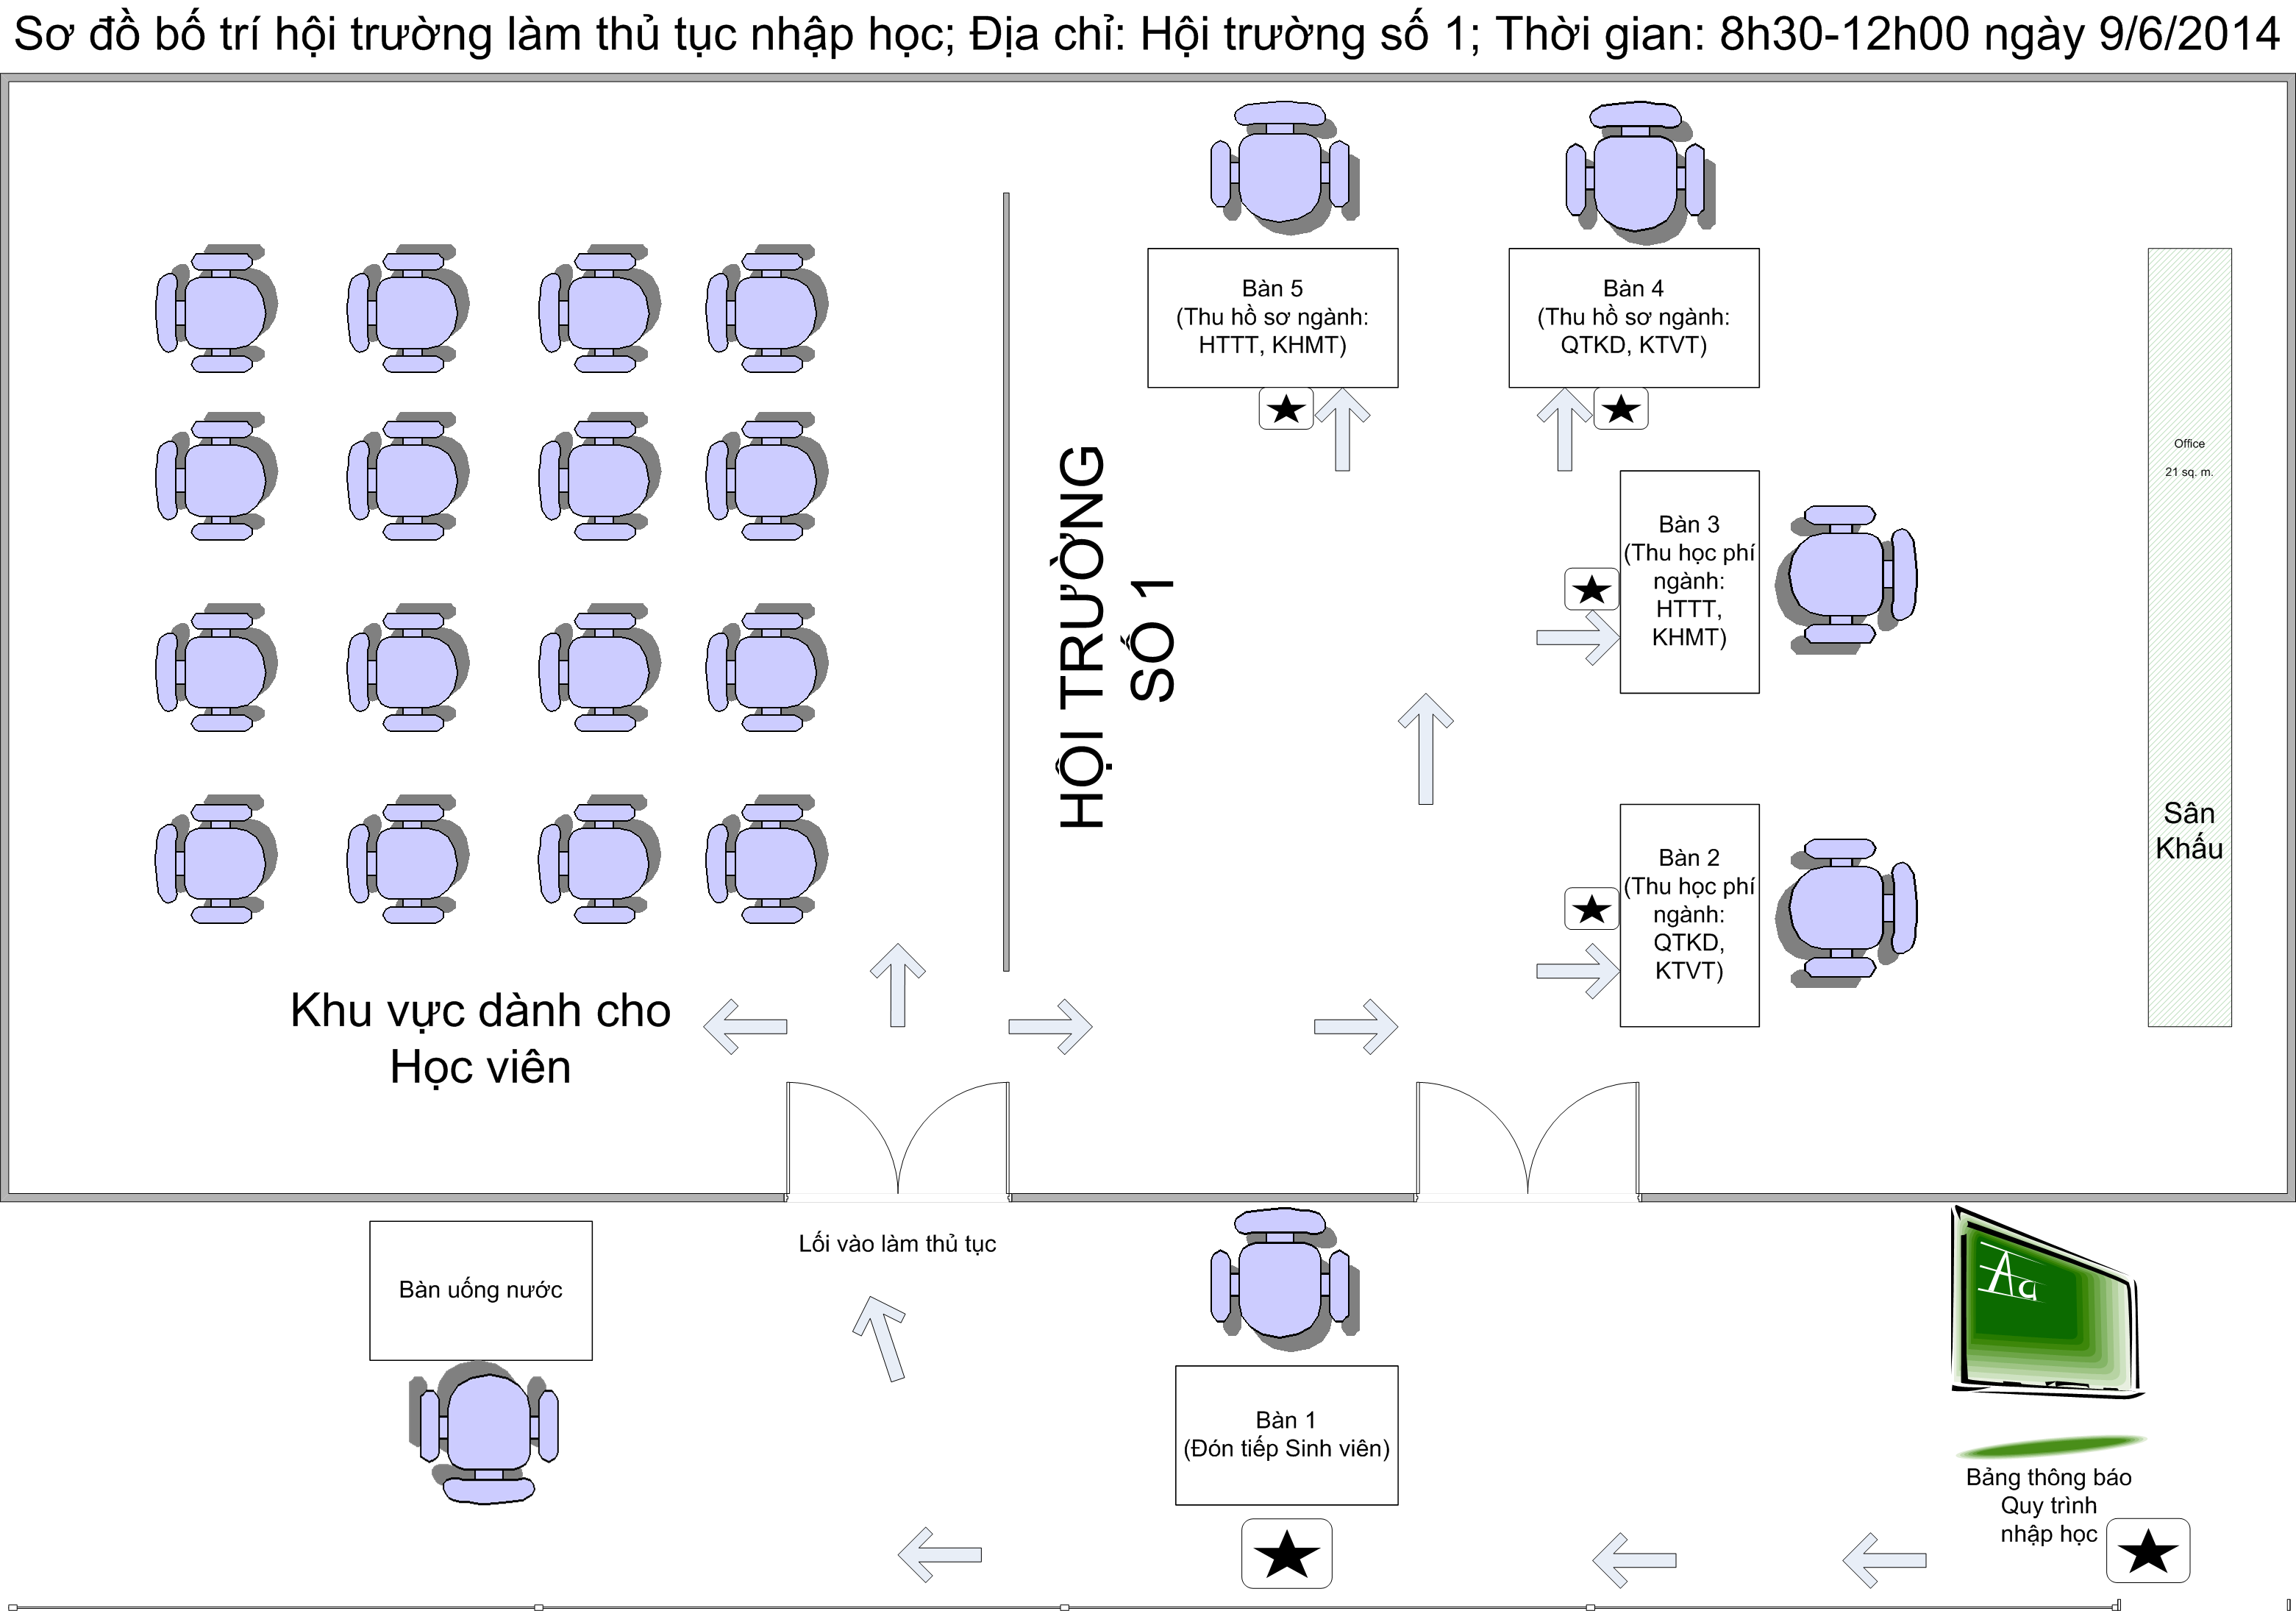 Sơ đồ bố trí hội trường làm thủ tục nhập học; Địa chỉ: Hội trường số 1; Thời gian: 8h30-12h00 ngày 9/6/2014
Bàn 5
(Thu hồ sơ ngành:
HTTT, KHMT)
Bàn 4
(Thu hồ sơ ngành:
QTKD, KTVT)
Office
21 sq. m.
HỘI TRƯỜNG
SỐ 1
Bàn 3
(Thu học phí
ngành:
HTTT,
KHMT)
Sân
Khấu
Bàn 2
(Thu học phí
ngành:
QTKD,
KTVT)
Khu vực dành cho
Học viên
Lối vào làm thủ tục
Bàn uống nước
Aa
Bàn 1
(Đón tiếp Sinh viên)
Bảng thông báo
Quy trình
nhập học